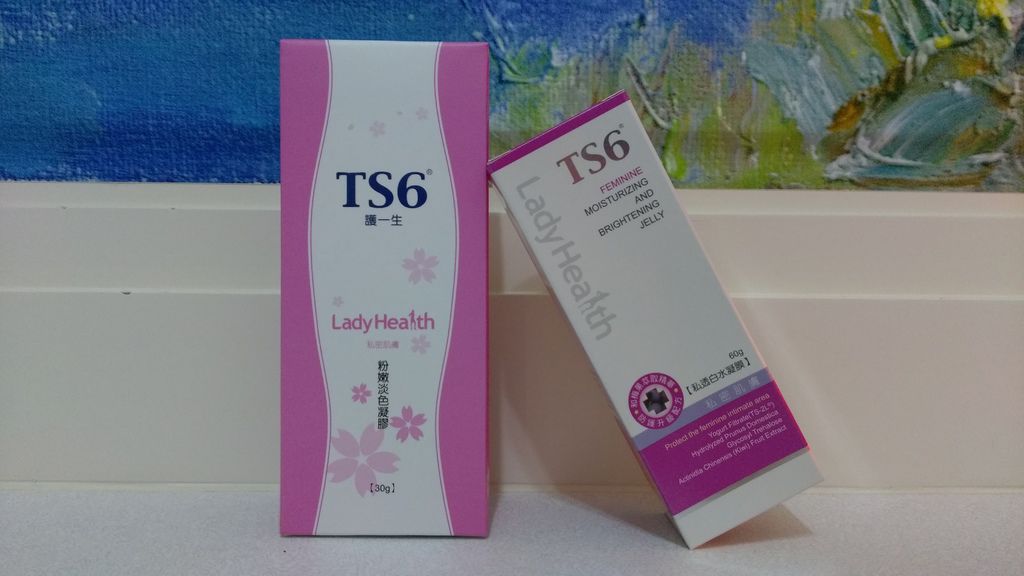 TS6®
護一生
LadyHealth
私密肌膚
粉嫩淡色凝膠
【30g】
TS6®
FEMININE
MOISTURIZING
AND
BRIGHTENING
JELLY
LadyHealth
60g
【私透白水凝膜】
私密肌膚
Protect the feminine intimate area
Yogurt Filtrate(TS-2L®)
Hydrolyzed Prunus Domestica
Glycosyl Trehalose
Actinidia Chinensis (Kiwi) Fruit Extract